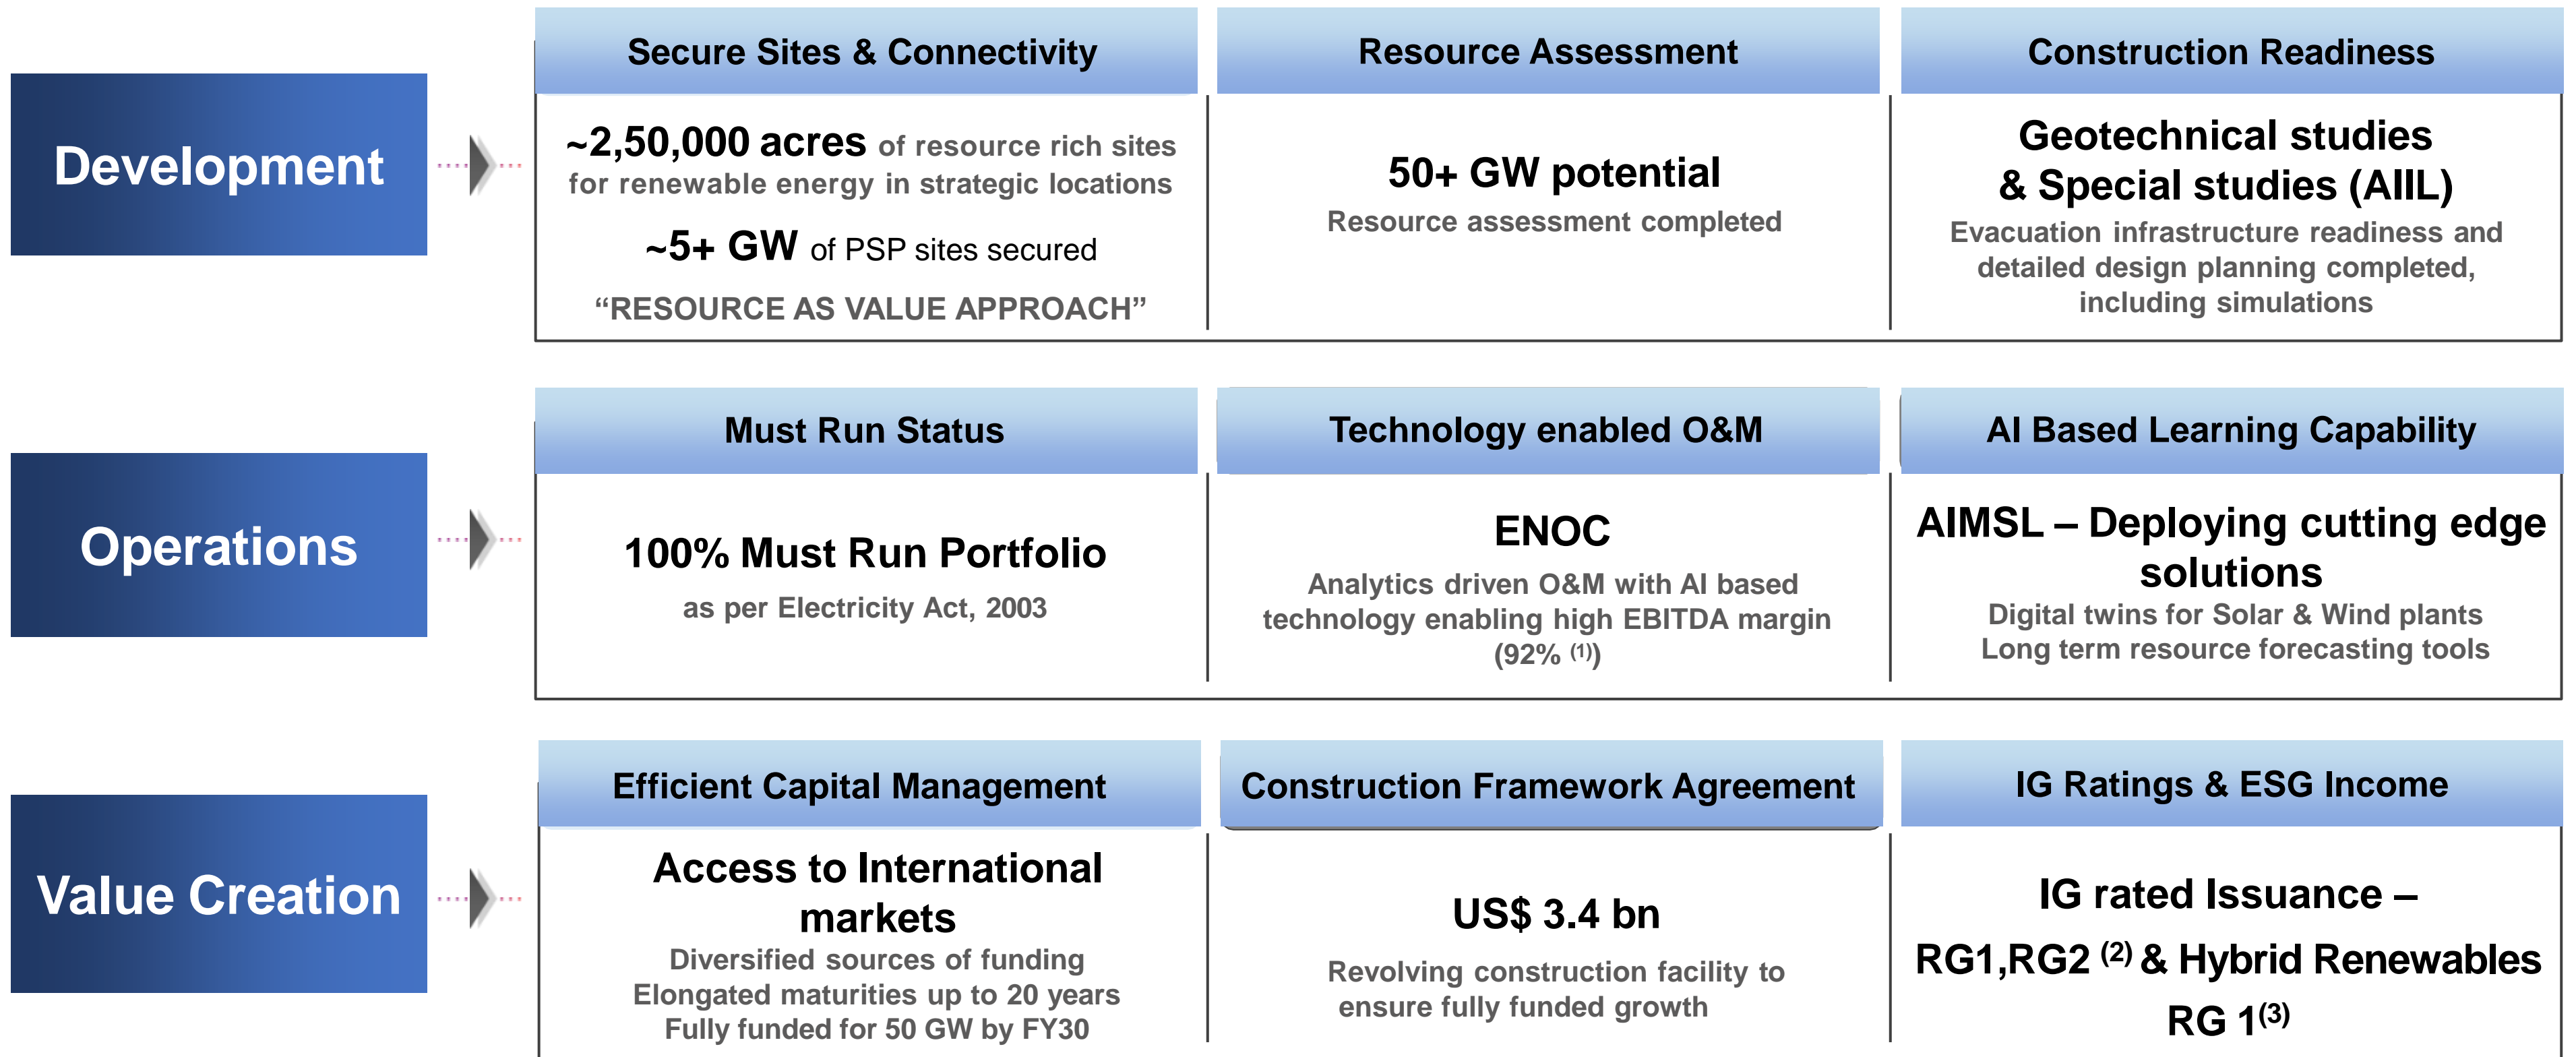 Development
Secure Sites & Connectivity
~2,50,000 acres of resource rich sites
for renewable energy in strategic locations
~5+ GW of PSP sites secured
“RESOURCE AS VALUE APPROACH”
Resource Assessment
50+ GW potential
Resource assessment completed
Construction Readiness
Geotechnical studies
& Special studies (AIIL)
Evacuation infrastructure readiness and
detailed design planning completed,
including simulations
Operations
Must Run Status
100% Must Run Portfolio
as per Electricity Act, 2003
Technology enabled O&M
ENOC
Analytics driven O&M with AI based
technology enabling high EBITDA margin
(92% (1))
AI Based Learning Capability
AIMSL – Deploying cutting edge
solutions
Digital twins for Solar & Wind plants
Long term resource forecasting tools
Value Creation
Efficient Capital Management
Access to International
markets
Diversified sources of funding
Elongated maturities up to 20 years
Fully funded for 50 GW by FY30
Construction Framework Agreement
US$ 3.4 bn
Revolving construction facility to
ensure fully funded growth
IG Ratings & ESG Income
IG rated Issuance –
RG1,RG2 (2) & Hybrid Renewables
RG 1(3)